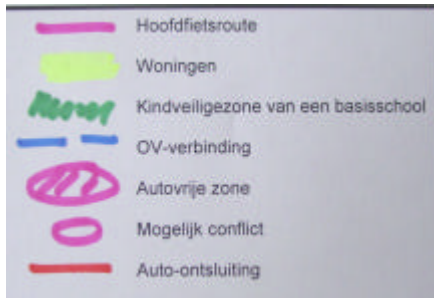 Hoofdfietsroute
Woningen
Kindveiligezone van een basisschool
OV-verbinding
Autovrije zone
Mogelijk conflict
Auto-ontsluiting